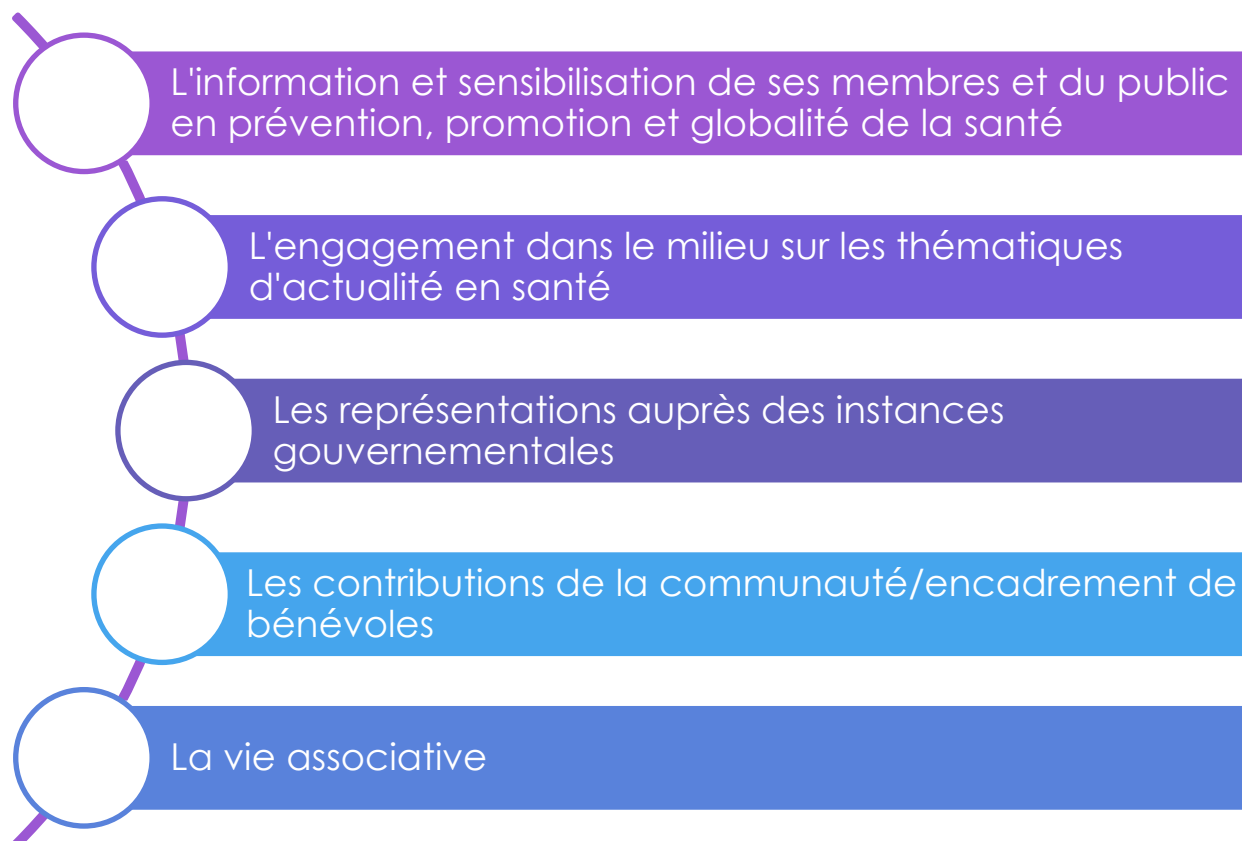 L'information et sensibilisation de ses membres et du public
en prévention, promotion et globalité de la santé
L'engagement dans le milieu sur les thématiques
d'actualité en santé
Les représentations auprès des instances
gouvernementales
Les contributions de la communauté/encadrement de
bénévoles
La vie associative